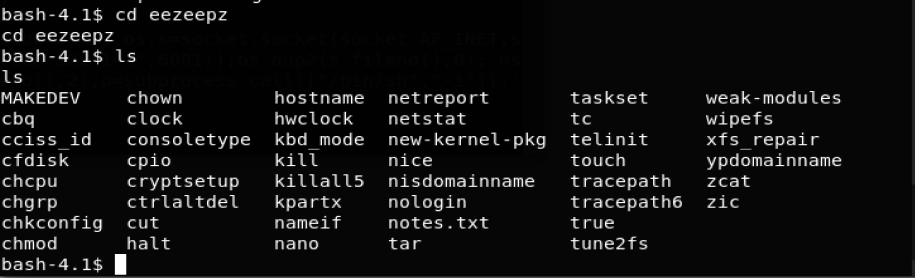 bash-4.1$ cd eezeepz
cd eezeepz
bash-4.1$ ls
ls
MAKEDEV chown hostname netreport taskset weak-modules
cbq clock hwclock netstat tc wipefs
cciss_id consoletype kbd_mode new-kernel-pkg telinit xfs_repair
cfdisk cpio kill nice touch ypdomainname
chcpu cryptsetup killall5 nisdomainname tracepath zcat
chgrp ctrlaltdel kpartx nologin tracepath6 zic
chkconfig cut nameif notes.txt true
chmod halt nano tar tune2fs
bash-4.1$